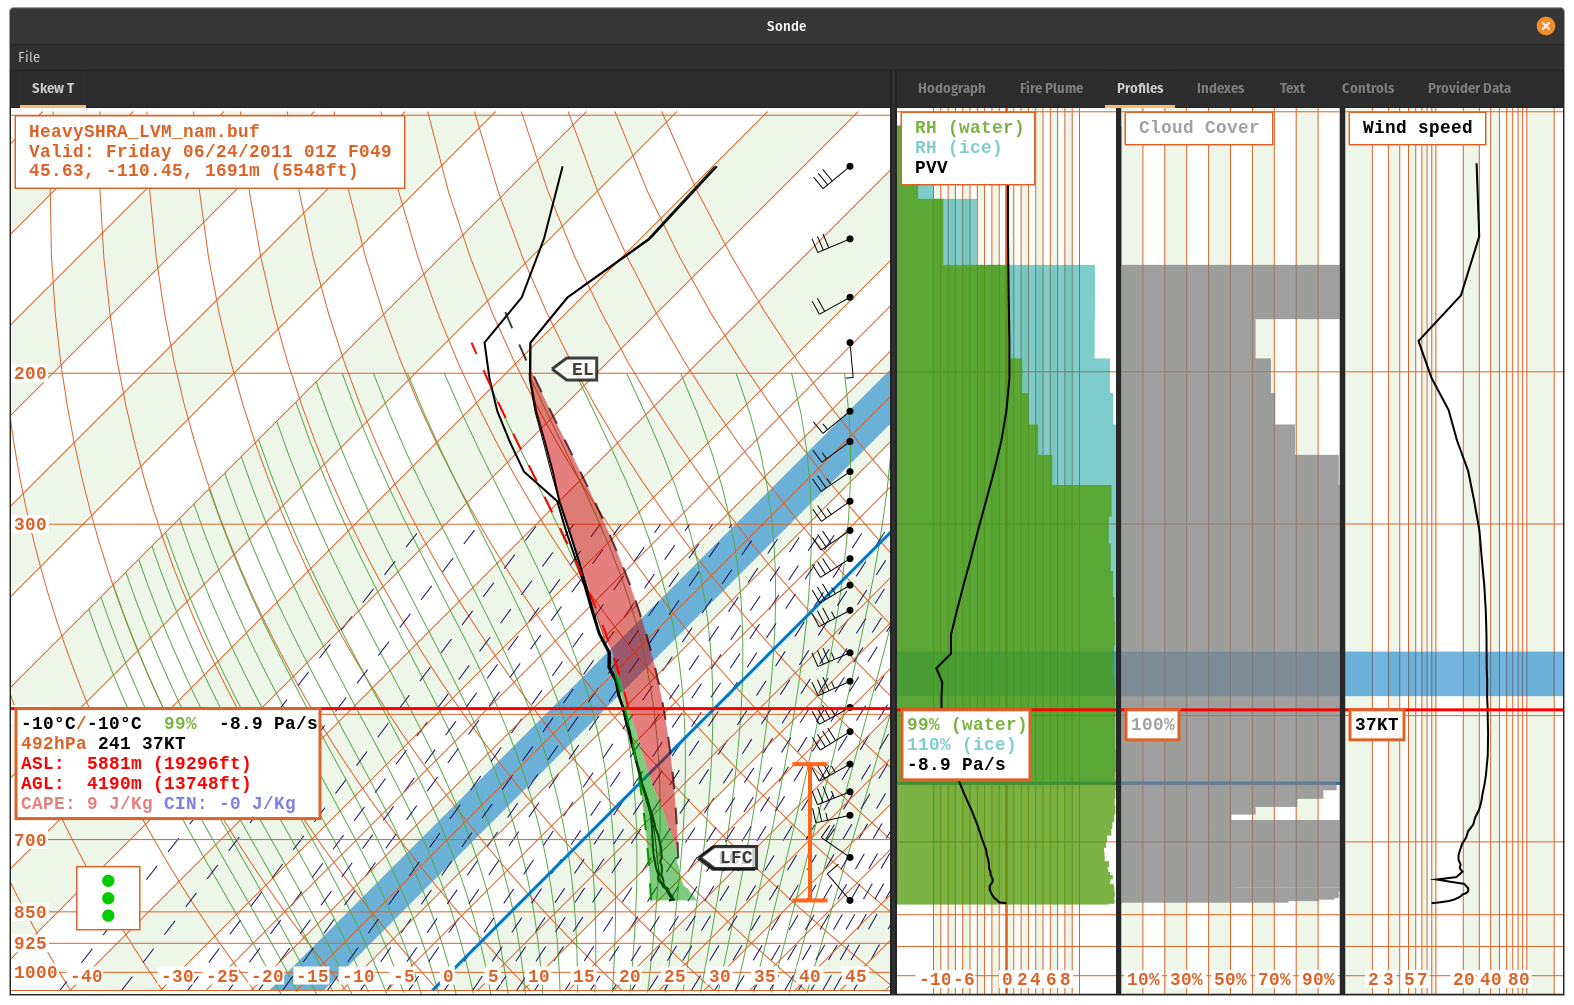 Sonde
File
Skew T
Hodograph Fire Plume Profiles Indexes Text Controls Provider Data
HeavySHRA_LVM_nam.buf
Valid: Friday 06/24/2011 01Z F049
45.63, -110.45, 1691m (5548ft)
RH (water)
RH (ice)
PVV
Cloud Cover
Wind speed
EL
200
300
-10°C/-10°C 99% -8.9 Pa/s
492hPa 241 37KT
ASL: 5881m (19296ft)
AGL: 4190m (13748ft)
CAPE: 9 J/Kg CIN: -0 J/Kg
99% (water)
110% (ice)
-8.9 Pa/s
100%
37KT
700
LFC
850
925
1000 -40 -30 -25 -20 -15 -10 -5 0 5 10 15 20 25 30 35 40 45
-10 -6 0 2 4 6 8
10% 30% 50% 70% 90%
2 3 5 7 20 40 80